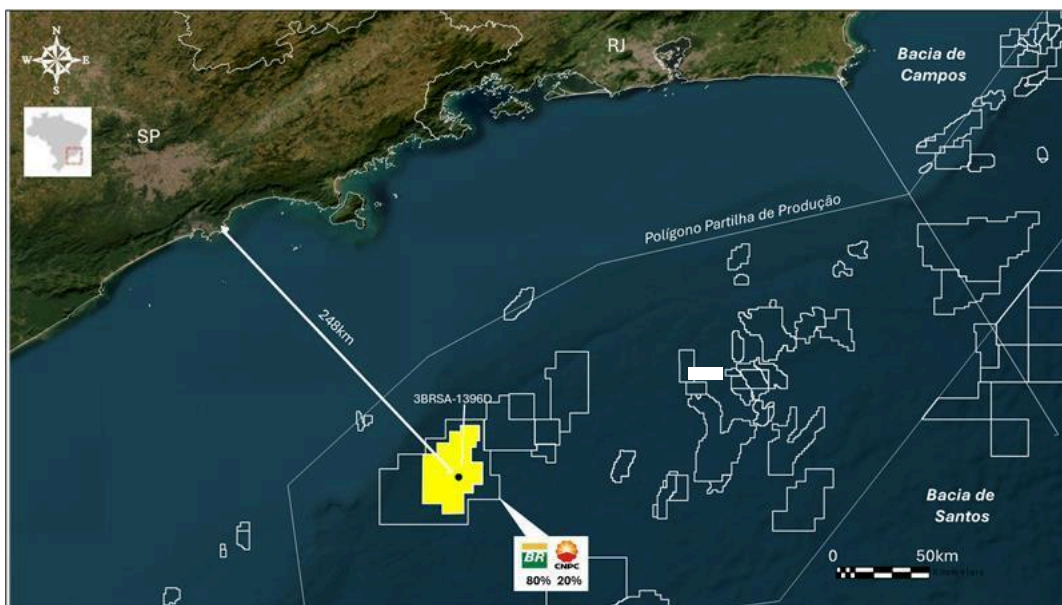 N
W E
S
SP
RJ
Bacia de
Campos
Polígono Partilha de Produção
248km
3BRSA-1396D
Bacia de
Santos
BR CNPC
80% 20%
0 50km